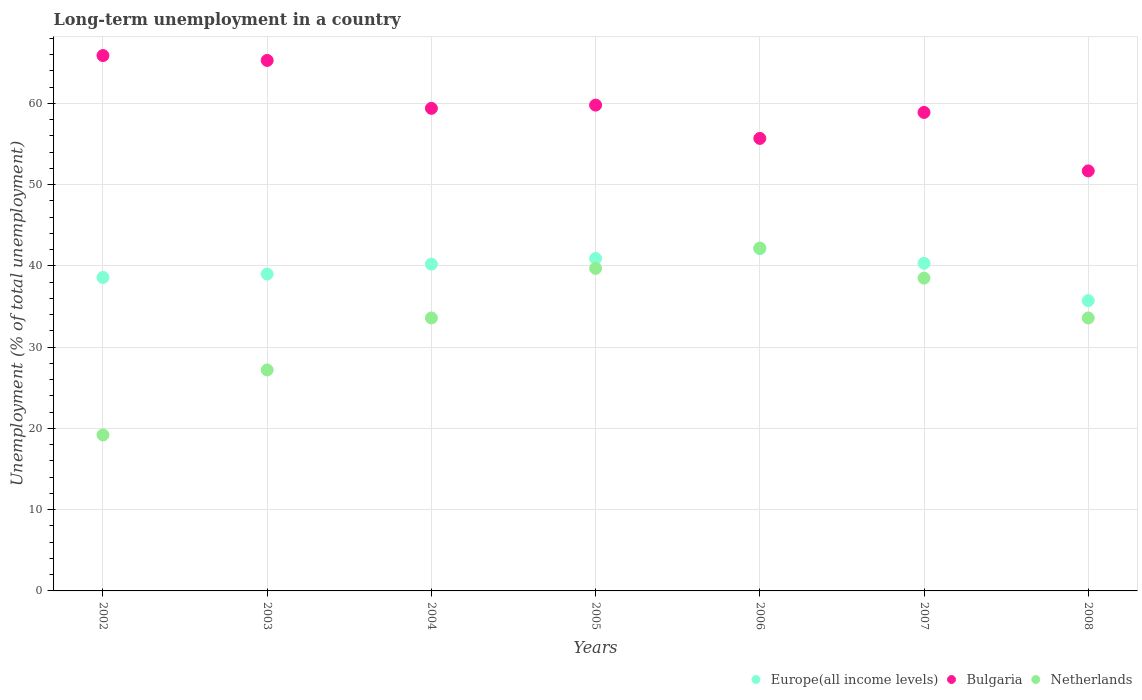 Long-term unemployment in a country
Unemployment (% of total unemployment)
60
50
40
30
20
10
0
2002 2003 2004 2005 2006 2007 2008
Years
Europe(all income levels) Bulgaria Netherlands